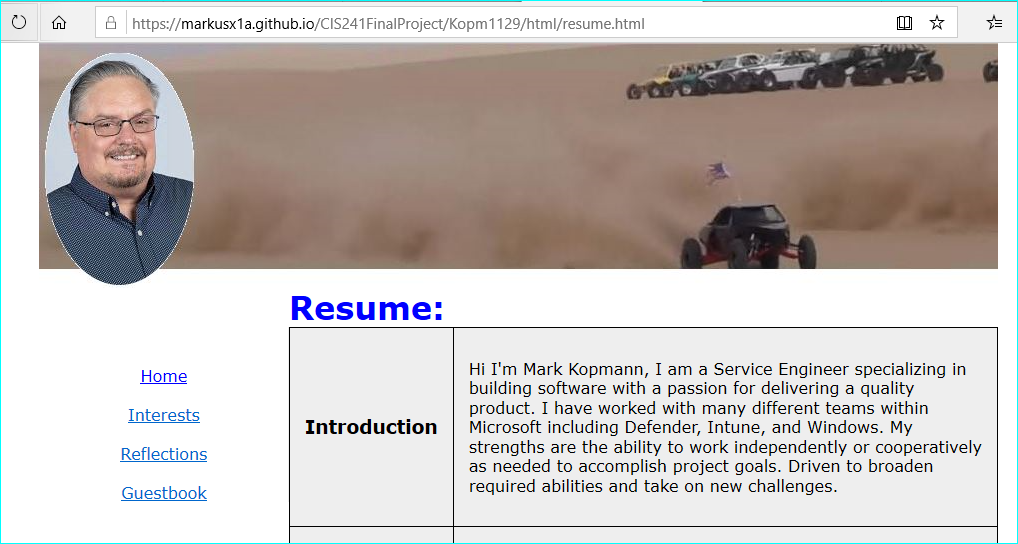 https://markusx1a.github.io/CIS241FinalProject/Kopm1129/html/resume.html
Resume:
Home
Interests
Reflections
Guestbook
Introduction
Hi I'm Mark Kopmann, I am a Service Engineer specializing in
building software with a passion for delivering a quality
product. I have worked with many different teams within
Microsoft including Defender, Intune, and Windows. My
strengths are the ability to work independently or cooperatively
as needed to accomplish project goals. Driven to broaden
required abilities and take on new challenges.